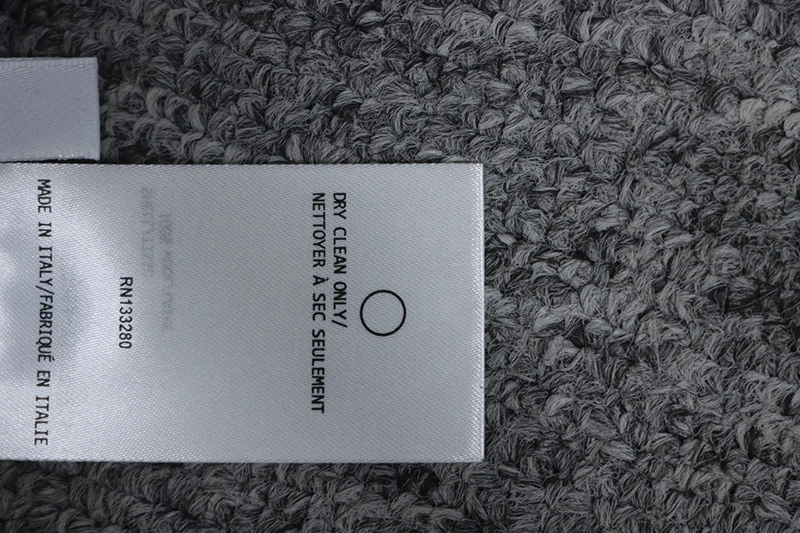 DRY CLEAN ONLY/
NETTOYER À SEC SEULEMENT
RN133280
MADE IN ITALY/FABRIQUÉ EN ITALIE